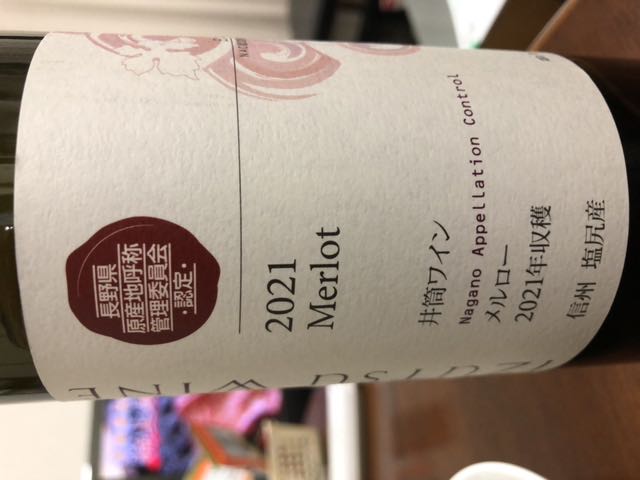 長野県
原産地呼称
管理委員会
・認定・
2021
Merlot
井筒ワイン
Nagano Appellation Control
メルロー
2021年収穫
信州 塩尻産
WINE